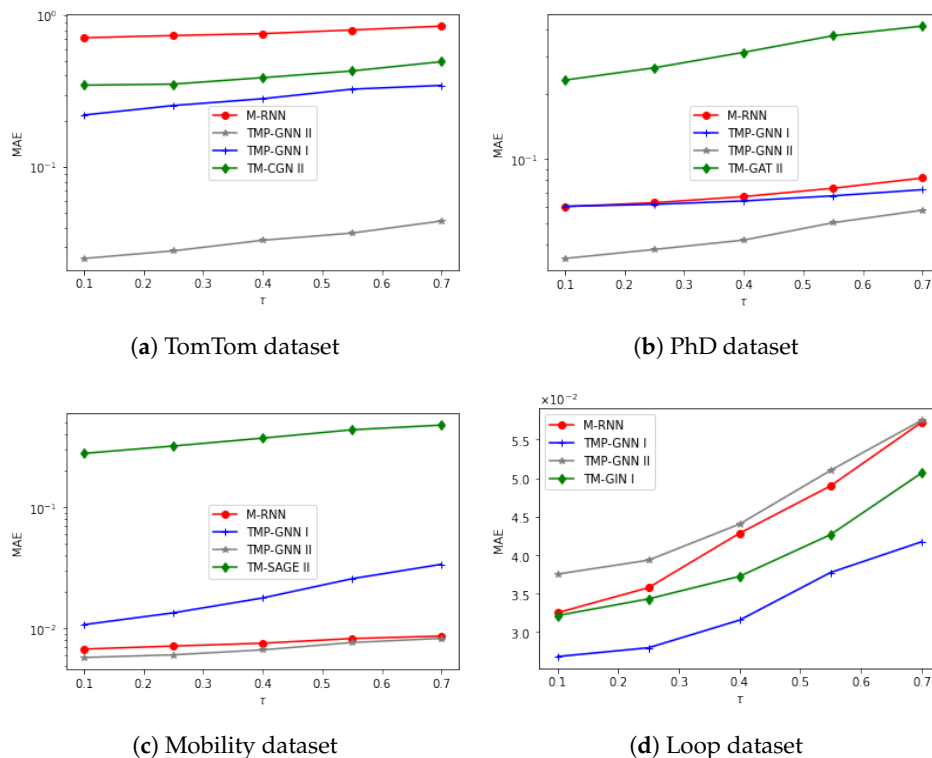 10⁰
10⁻¹
MAE
M-RNN
TMP-GNN II
TMP-GNN I
TM-CGN II
0.1 0.2 0.3 0.4 0.5 0.6 0.7
τ
(a) TomTom dataset
10⁻¹
MAE
M-RNN
TMP-GNN I
TMP-GNN II
TM-GAT II
0.1 0.2 0.3 0.4 0.5 0.6 0.7
τ
(b) PhD dataset
10⁻¹
10⁻²
MAE
M-RNN
TMP-GNN I
TMP-GNN II
TM-SAGE II
0.1 0.2 0.3 0.4 0.5 0.6 0.7
τ
(c) Mobility dataset
×10⁻²
5.5
5.0
4.5
4.0
3.5
3.0
MAE
M-RNN
TMP-GNN I
TMP-GNN II
TM-GIN I
0.1 0.2 0.3 0.4 0.5 0.6 0.7
τ
(d) Loop dataset